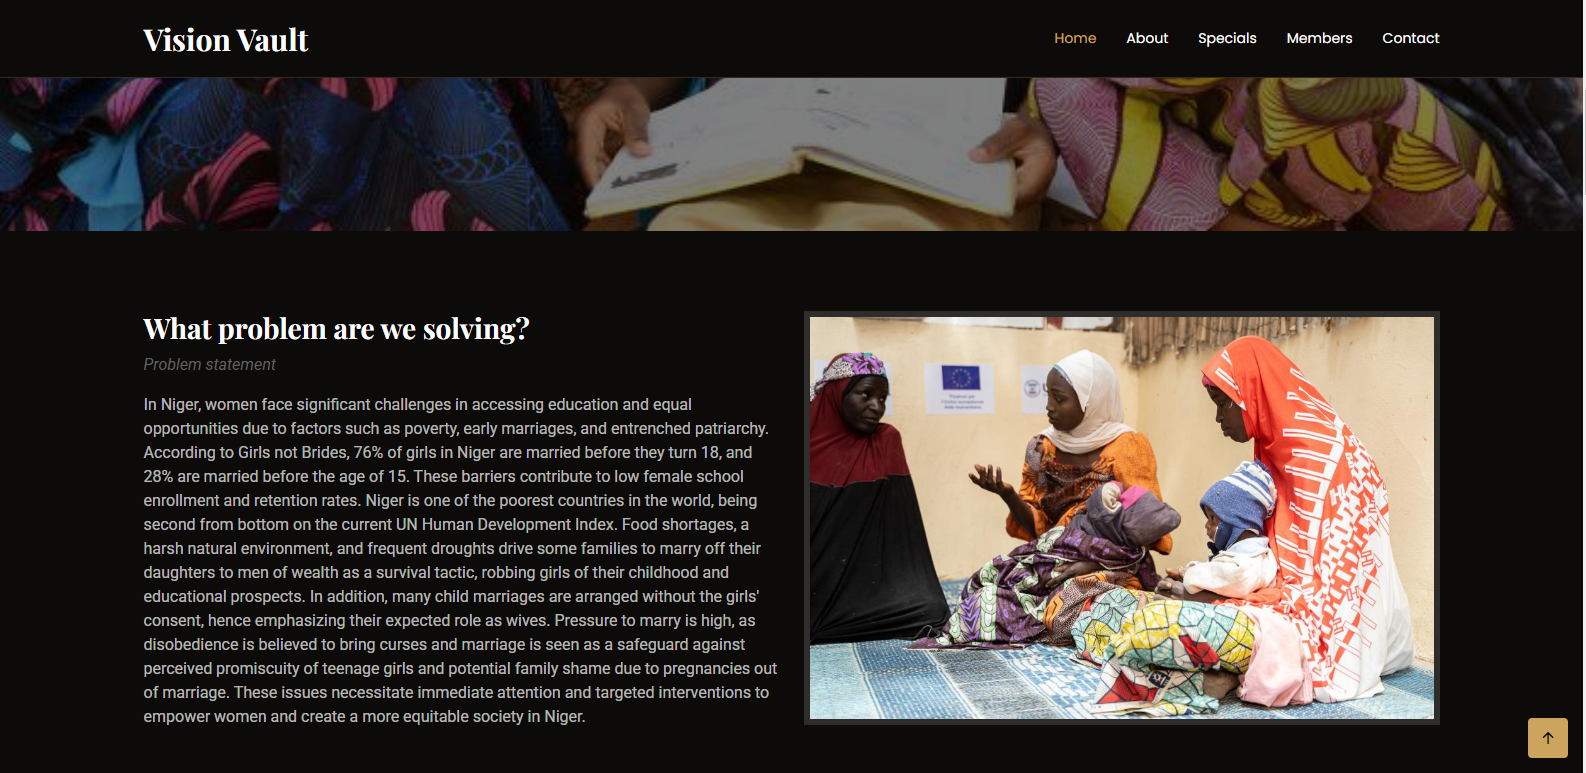 Vision Vault
Home About Specials Members Contact
What problem are we solving?
Problem statement
In Niger, women face significant challenges in accessing education and equal
opportunities due to factors such as poverty, early marriages, and entrenched patriarchy.
According to Girls not Brides, 76% of girls in Niger are married before they turn 18, and
28% are married before the age of 15. These barriers contribute to low female school
enrollment and retention rates. Niger is one of the poorest countries in the world, being
second from bottom on the current UN Human Development Index. Food shortages, a
harsh natural environment, and frequent droughts drive some families to marry off their
daughters to men of wealth as a survival tactic, robbing girls of their childhood and
educational prospects. In addition, many child marriages are arranged without the girls'
consent, hence emphasizing their expected role as wives. Pressure to marry is high, as
disobedience is believed to bring curses and marriage is seen as a safeguard against
perceived promiscuity of teenage girls and potential family shame due to pregnancies out
of marriage. These issues necessitate immediate attention and targeted interventions to
empower women and create a more equitable society in Niger.